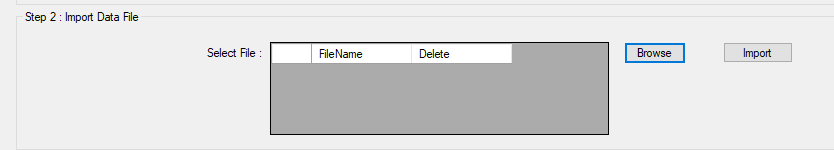 Step 2 : Import Data File
Select File : FileName Delete Browse Import